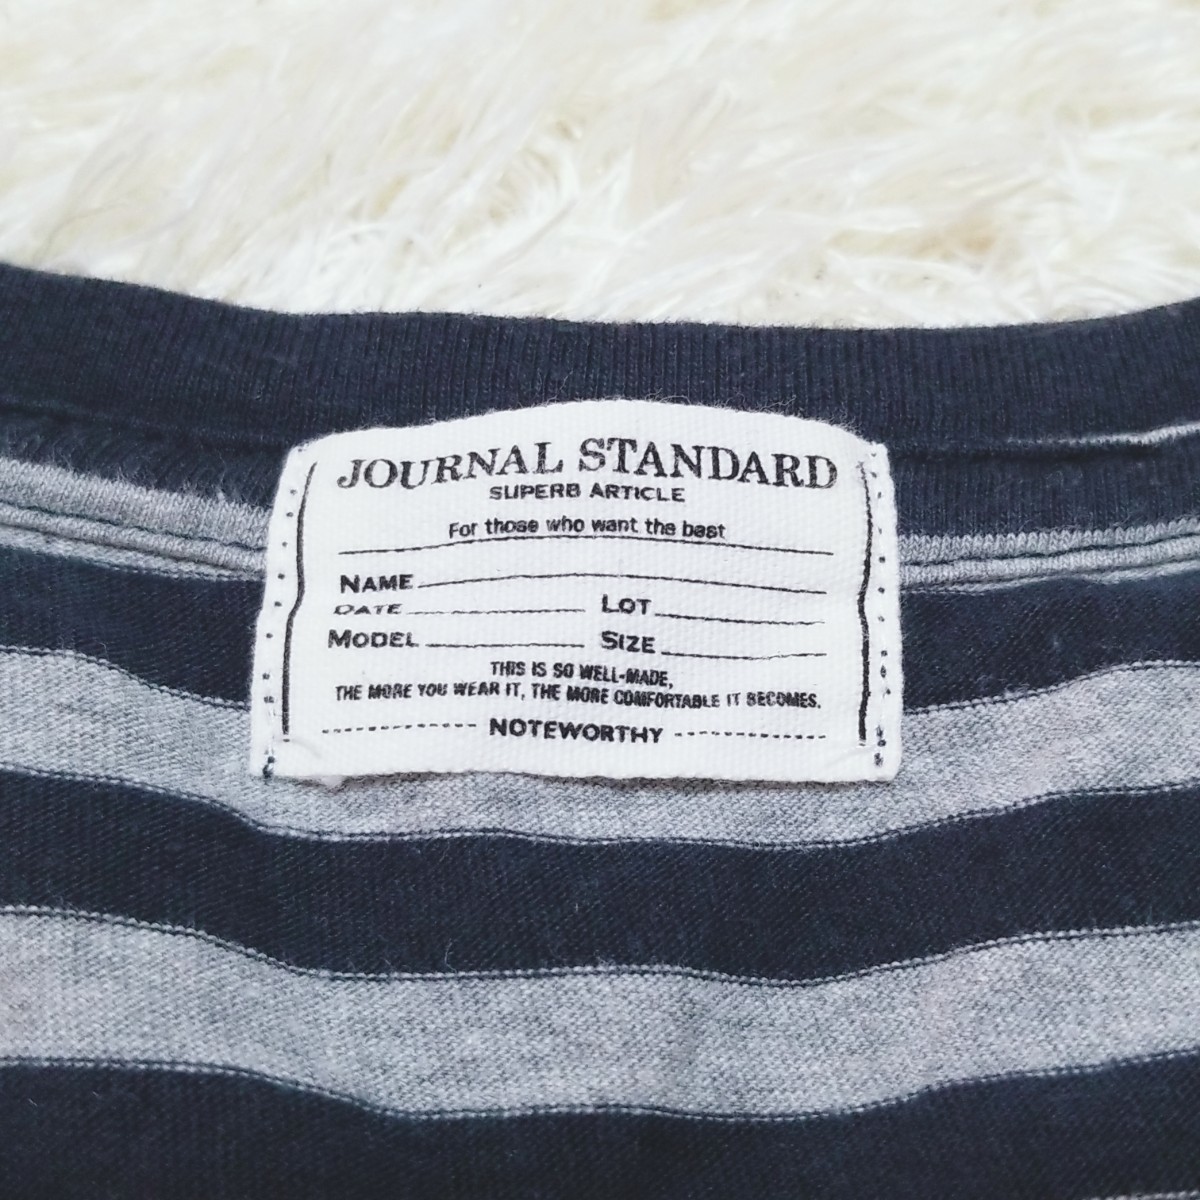 JOURNAL STANDARD
SUPERB ARTICLE
For those who want the best
NAME
DATE LOT
MODEL SIZE
THIS IS SO WELL-MADE,
THE MORE YOU WEAR IT, THE MORE COMFORTABLE IT BECOMES.
NOTEWORTHY